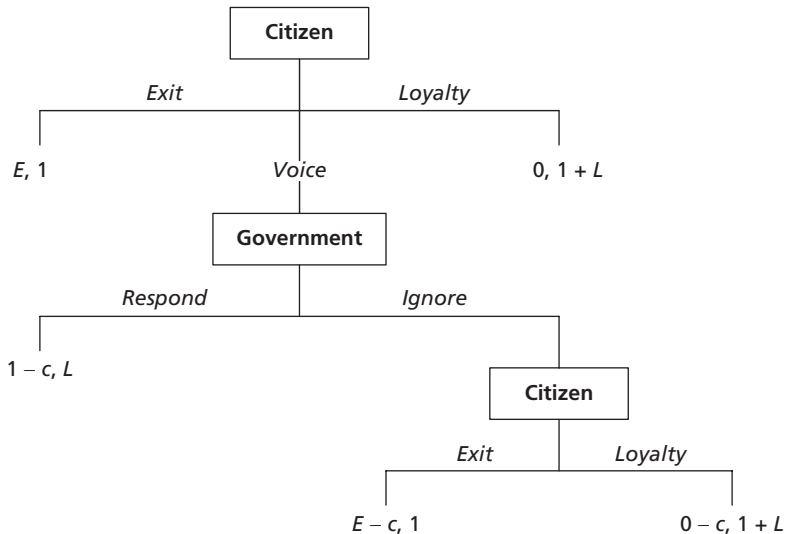 Citizen
Exit
Loyalty
E, 1
Voice
0, 1 + L
Government
Respond
Ignore
1 – c, L
Citizen
Exit
Loyalty
E – c, 1
0 – c, 1 + L